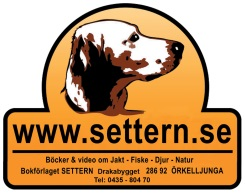 www.settern.se
Böcker & video om Jakt - Fiske - Djur - Natur
Bokförlaget SETTERN Drakabygget 286 92 ÖRKELLJUNGA
Tel: 0435 - 804 70